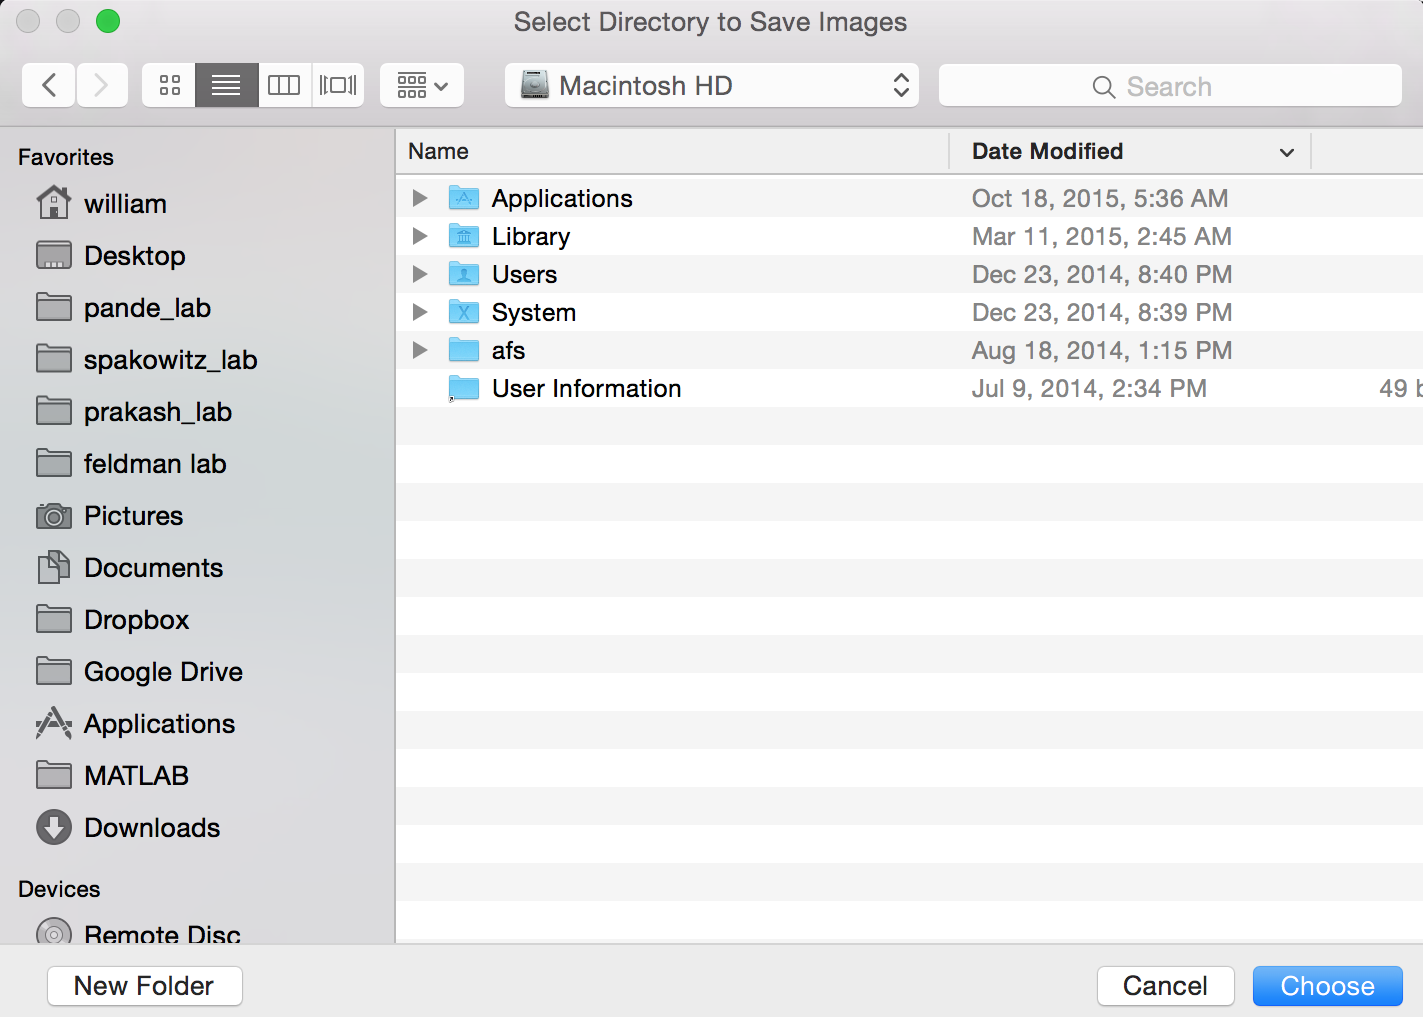 Select Directory to Save Images
Macintosh HD
Search
Favorites
william
Desktop
pande_lab
spakowitz_lab
prakash_lab
feldman lab
Pictures
Documents
Dropbox
Google Drive
Applications
MATLAB
Downloads
Devices
Remote Disc
Name Date Modified
Applications Oct 18, 2015, 5:36 AM
Library Mar 11, 2015, 2:45 AM
Users Dec 23, 2014, 8:40 PM
System Dec 23, 2014, 8:39 PM
afs Aug 18, 2014, 1:15 PM
User Information Jul 9, 2014, 2:34 PM 49 b
New Folder Cancel Choose